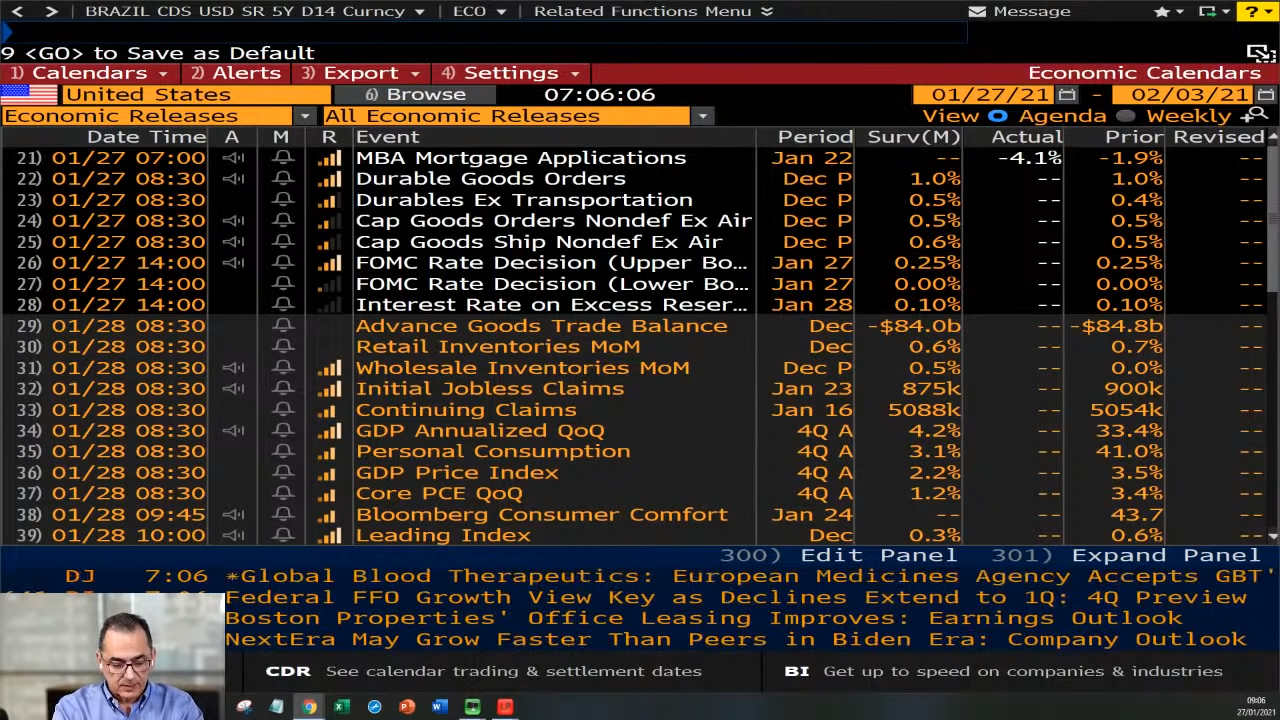 < > BRAZIL CDS USD SR 5Y D14 Curncy ECO Related Functions Menu Message ?
9 <GO> to Save as Default
1) Calendars 2) Alerts 3) Export 4) Settings Economic Calendars
United States 6) Browse 07:06:06 01/27/21 - 02/03/21
Economic Releases All Economic Releases View Agenda Weekly
Date Time A M R Event Period Surv(M) Actual Prior Revised
21) 01/27 07:00 MBA Mortgage Applications Jan 22 -- -4.1% -1.9% --
22) 01/27 08:30 Durable Goods Orders Dec P 1.0% -- 1.0% --
23) 01/27 08:30 Durables Ex Transportation Dec P 0.5% -- 0.4% --
24) 01/27 08:30 Cap Goods Orders Nondef Ex Air Dec P 0.5% -- 0.5% --
25) 01/27 08:30 Cap Goods Ship Nondef Ex Air Dec P 0.6% -- 0.5% --
26) 01/27 14:00 FOMC Rate Decision (Upper Bo... Jan 27 0.25% -- 0.25% --
27) 01/27 14:00 FOMC Rate Decision (Lower Bo... Jan 27 0.00% -- 0.00% --
28) 01/27 14:00 Interest Rate on Excess Reser... Jan 28 0.10% -- 0.10% --
29) 01/28 08:30 Advance Goods Trade Balance Dec -$84.0b -- -$84.8b --
30) 01/28 08:30 Retail Inventories MoM Dec 0.6% -- 0.7% --
31) 01/28 08:30 Wholesale Inventories MoM Dec P 0.5% -- 0.0% --
32) 01/28 08:30 Initial Jobless Claims Jan 23 875k -- 900k --
33) 01/28 08:30 Continuing Claims Jan 16 5088k -- 5054k --
34) 01/28 08:30 GDP Annualized QoQ 4Q A 4.2% -- 33.4% --
35) 01/28 08:30 Personal Consumption 4Q A 3.1% -- 41.0% --
36) 01/28 08:30 GDP Price Index 4Q A 2.2% -- 3.5% --
37) 01/28 08:30 Core PCE QoQ 4Q A 1.2% -- 3.4% --
38) 01/28 09:45 Bloomberg Consumer Comfort Jan 24 -- -- 43.7 --
39) 01/28 10:00 Leading Index Dec 0.3% -- 0.6% --
300) Edit Panel 301) Expand Panel
DJ 7:06 *Global Blood Therapeutics: European Medicines Agency Accepts GBT'
Federal FFO Growth View Key as Declines Extend to 1Q: 4Q Preview
Boston Properties' Office Leasing Improves: Earnings Outlook
NextEra May Grow Faster Than Peers in Biden Era: Company Outlook
CDR See calendar trading & settlement dates BI Get up to speed on companies & industries
09:06
27/01/2021